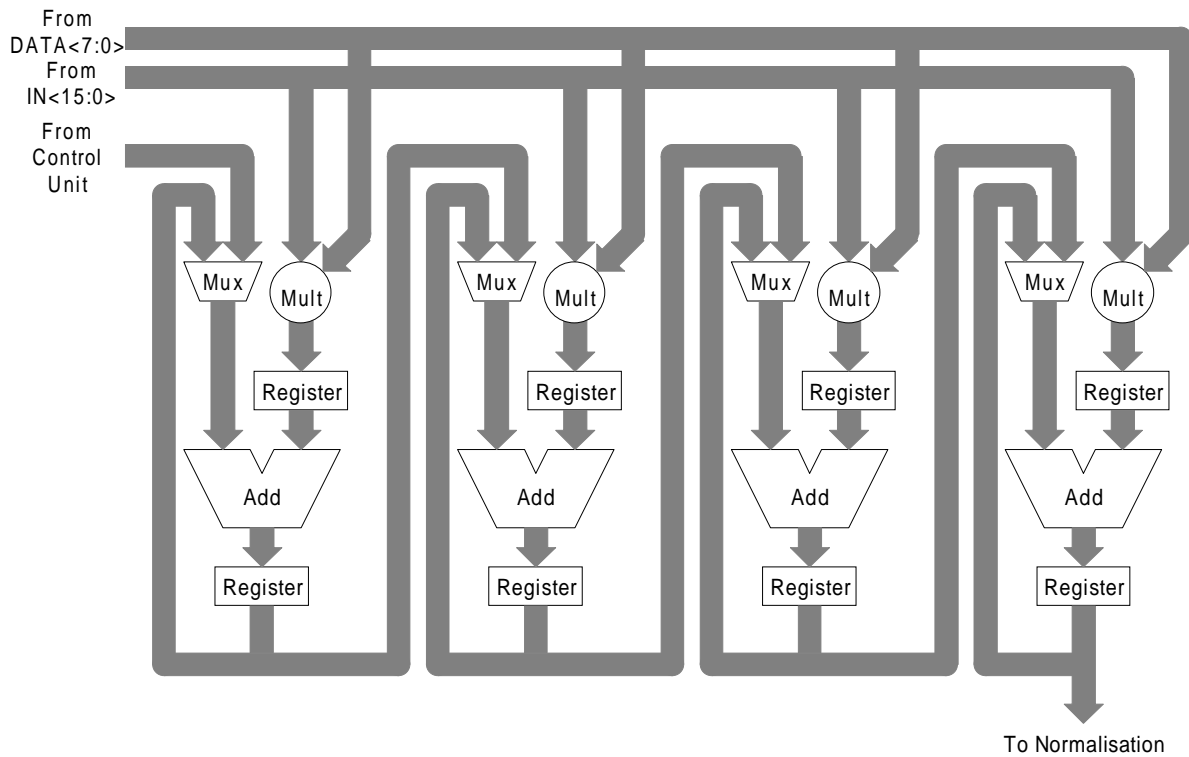 From
DATA<7:0>
From
IN<15:0>
From
Control
Unit
Mux
Mult
Mux
Mult
Mux
Mult
Mux
Mult
Register
Register
Register
Register
Add
Add
Add
Add
Register
Register
Register
Register
To Normalisation